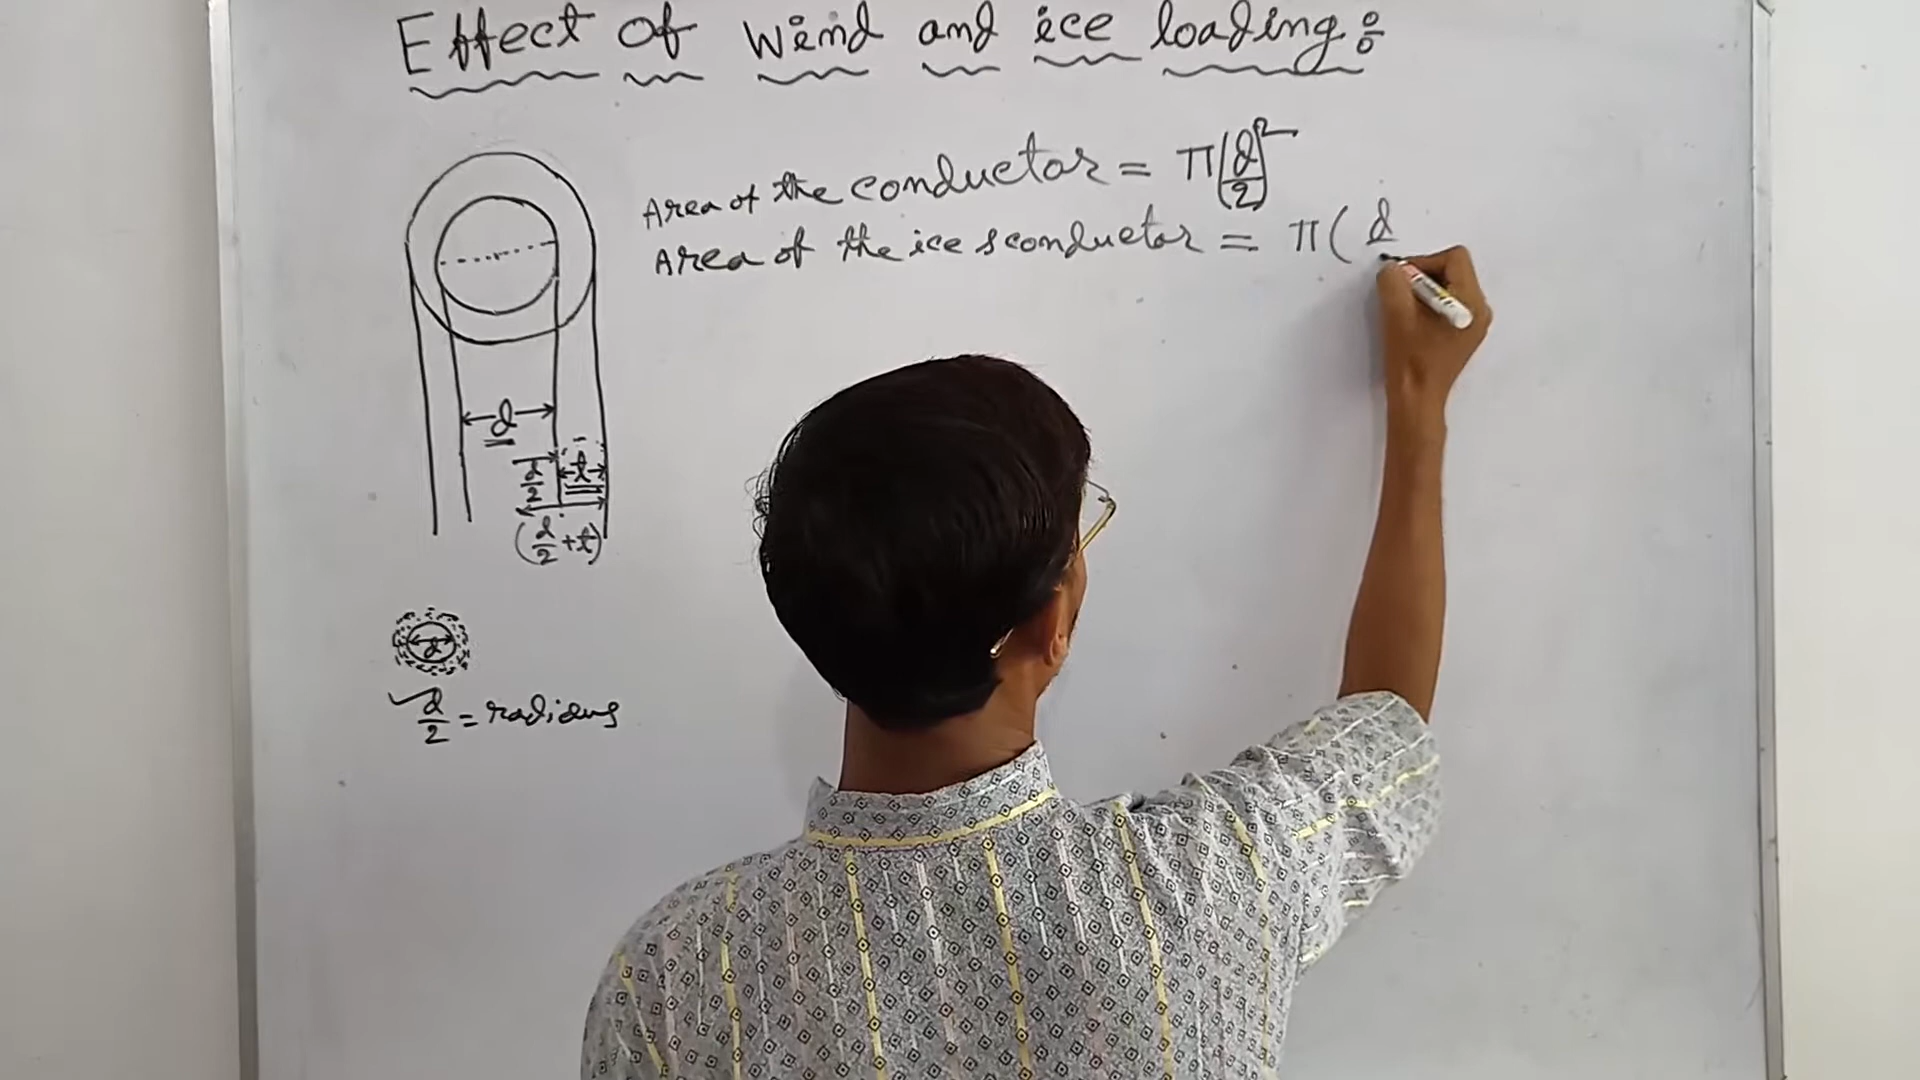 Effect of Wind and ice loading:
Area of the conductor = π(d/2)²
Area of the ice & conductor = π( d
d
d/2 t
(d/2 + t)
d
d/2 = radious